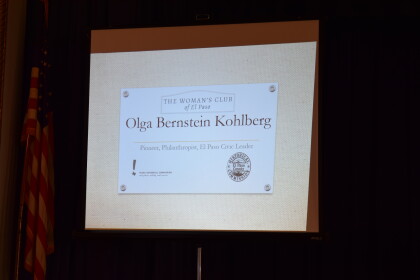 THE WOMAN'S CLUB
of El Paso
Olga Bernstein Kohlberg
Pioneer, Philanthropist, El Paso Civic Leader